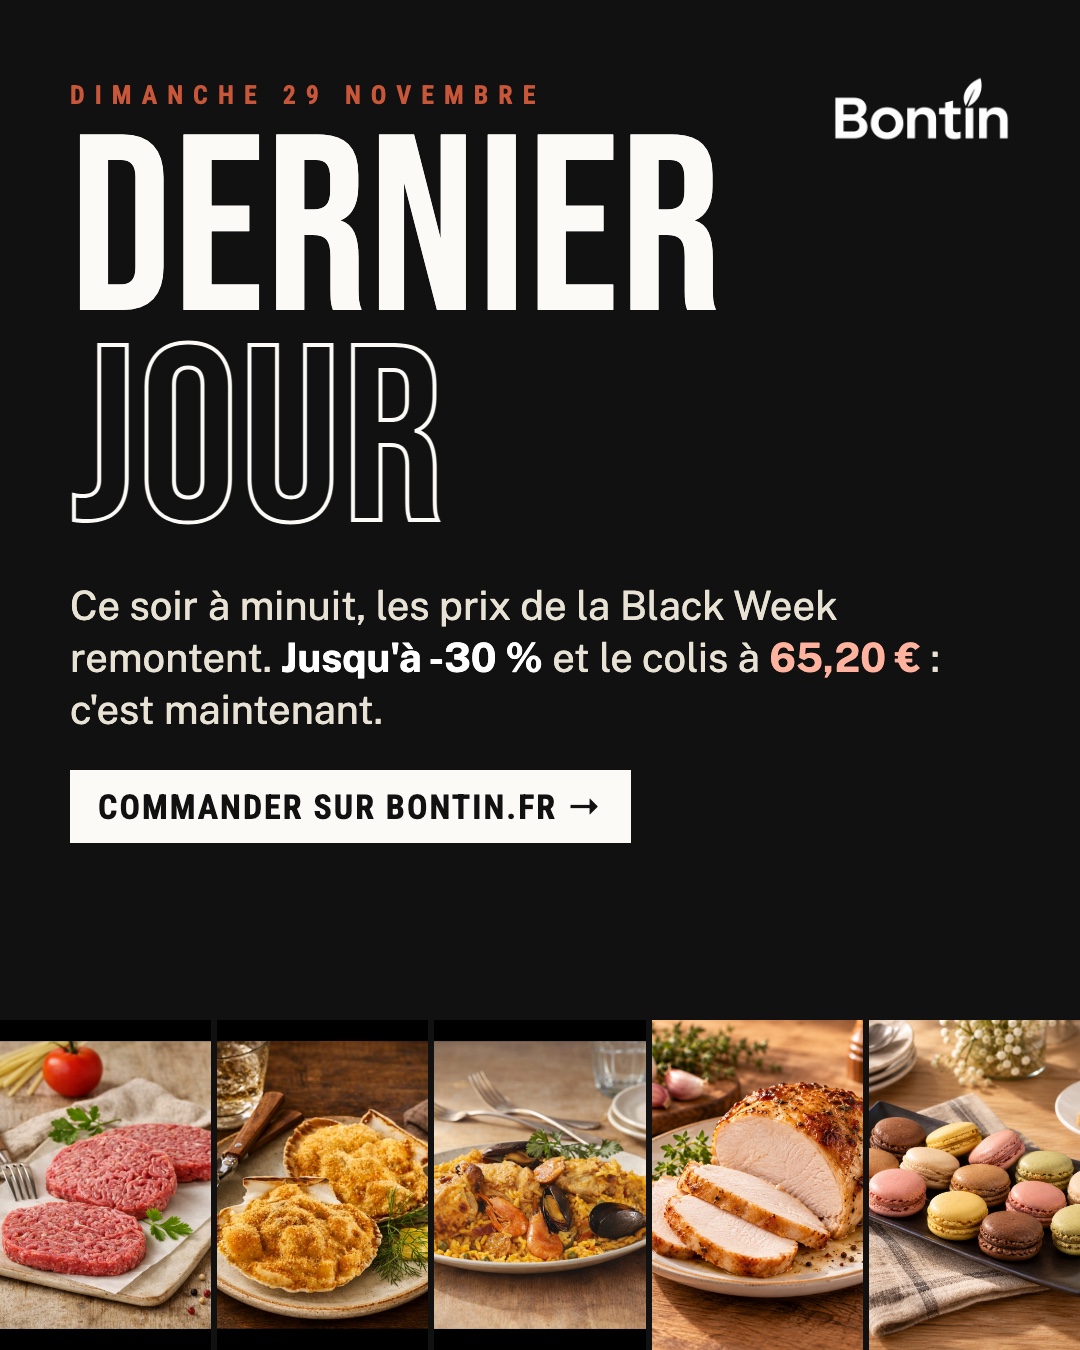 DIMANCHE 29 NOVEMBRE
Bontin
DERNIER
JOUR
Ce soir à minuit, les prix de la Black Week
remontent. Jusqu'à -30 % et le colis à 65,20 € :
c'est maintenant.
COMMANDER SUR BONTIN.FR →